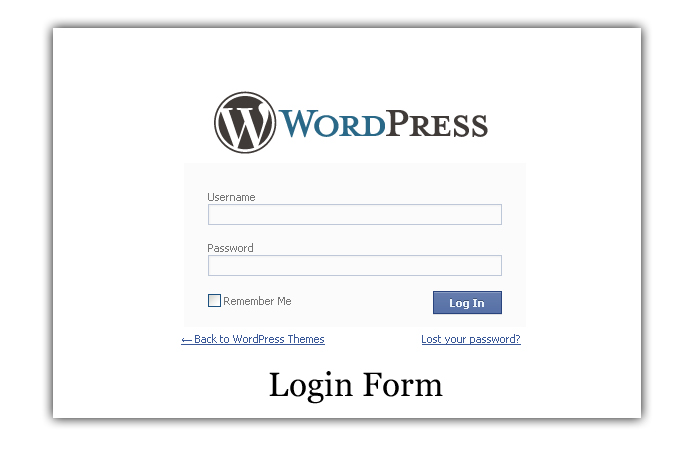 WORDPRESS
Username
Password
Remember Me
Log In
← Back to WordPress Themes
Lost your password?
Login Form